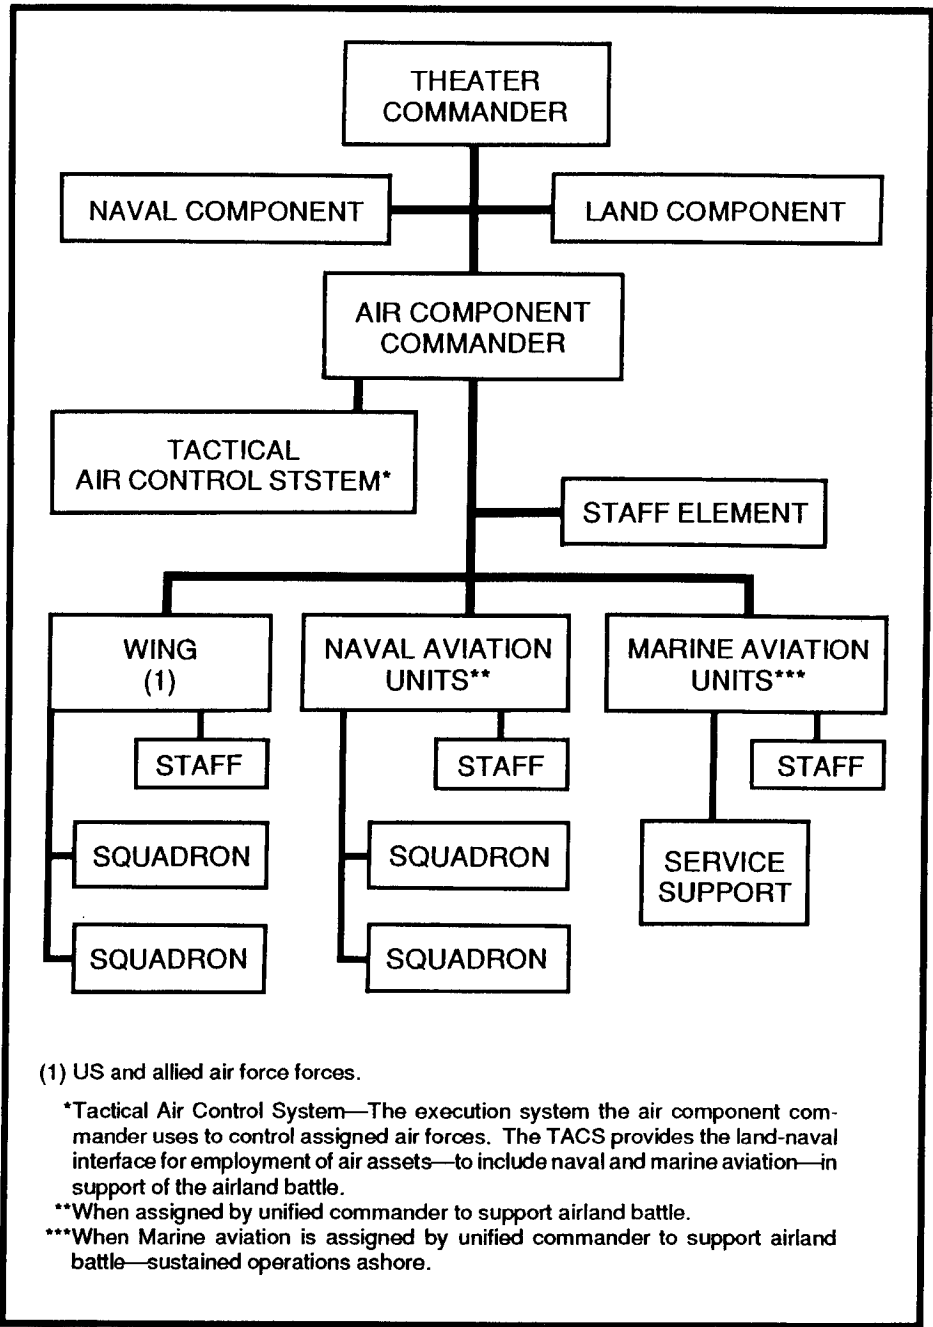 THEATER
COMMANDER
NAVAL COMPONENT
LAND COMPONENT
AIR COMPONENT
COMMANDER
TACTICAL
AIR CONTROL STSTEM*
STAFF ELEMENT
WING
(1)
NAVAL AVIATION
UNITS**
MARINE AVIATION
UNITS***
STAFF
STAFF
STAFF
SQUADRON
SQUADRON
SERVICE
SUPPORT
SQUADRON
SQUADRON
(1) US and allied air force forces.
*Tactical Air Control System—The execution system the air component com-
mander uses to control assigned air forces. The TACS provides the land-naval
interface for employment of air assets—to include naval and marine aviation—in
support of the airland battle.
**When assigned by unified commander to support airland battle.
***When Marine aviation is assigned by unified commander to support airland
battle—sustained operations ashore.